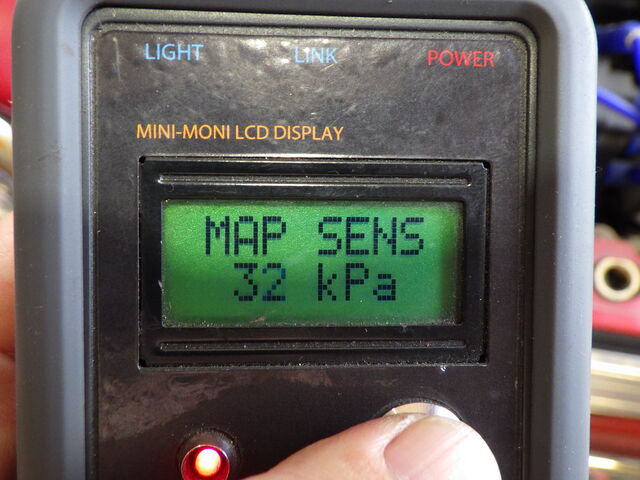 LIGHT LINK POWER
MINI-MONI LCD DISPLAY
MAP SENS
32 kPa